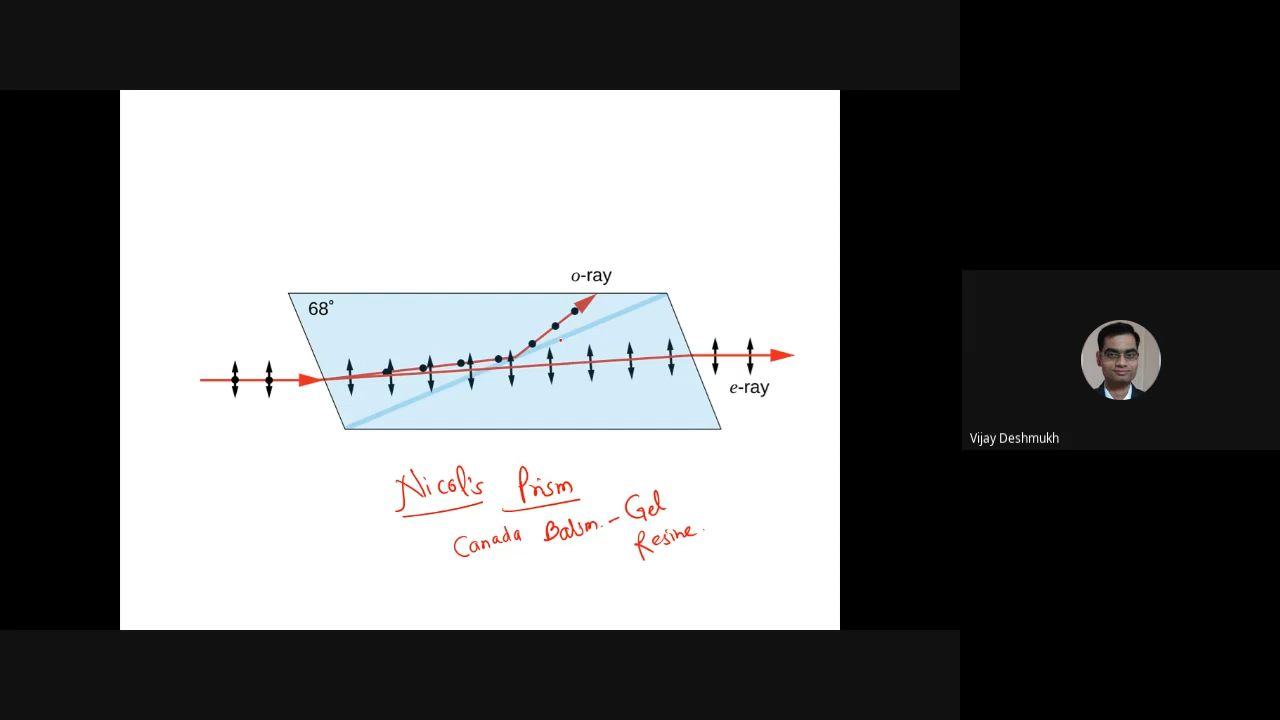 o-ray
68°
e-ray
Nicol's Prism
Canada Balsm. - Gel
Resine.
Vijay Deshmukh